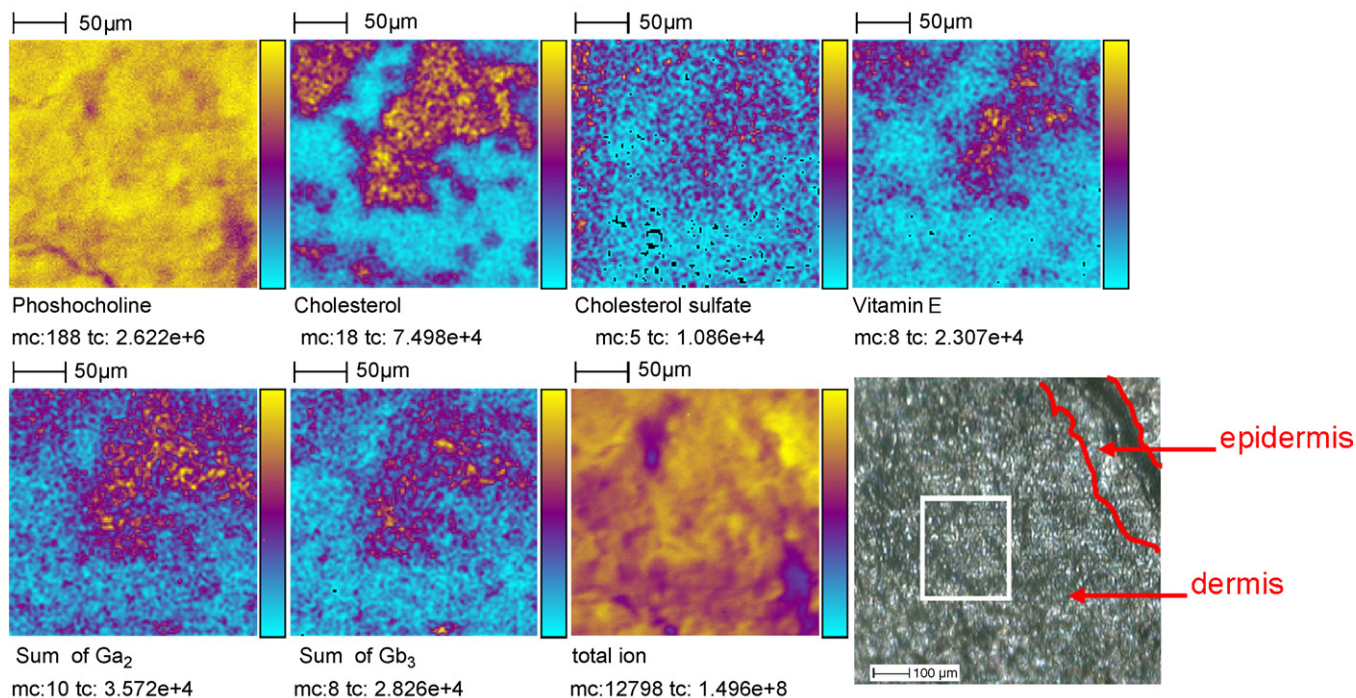 50µm 50µm 50µm 50µm
Phoshocholine Cholesterol Cholesterol sulfate Vitamin E
mc:188 tc: 2.622e+6 mc:18 tc: 7.498e+4 mc:5 tc: 1.086e+4 mc:8 tc: 2.307e+4
50µm 50µm 50µm
epidermis
dermis
100 µm
Sum of Ga₂ Sum of Gb₃ total ion
mc:10 tc: 3.572e+4 mc:8 tc: 2.826e+4 mc:12798 tc: 1.496e+8